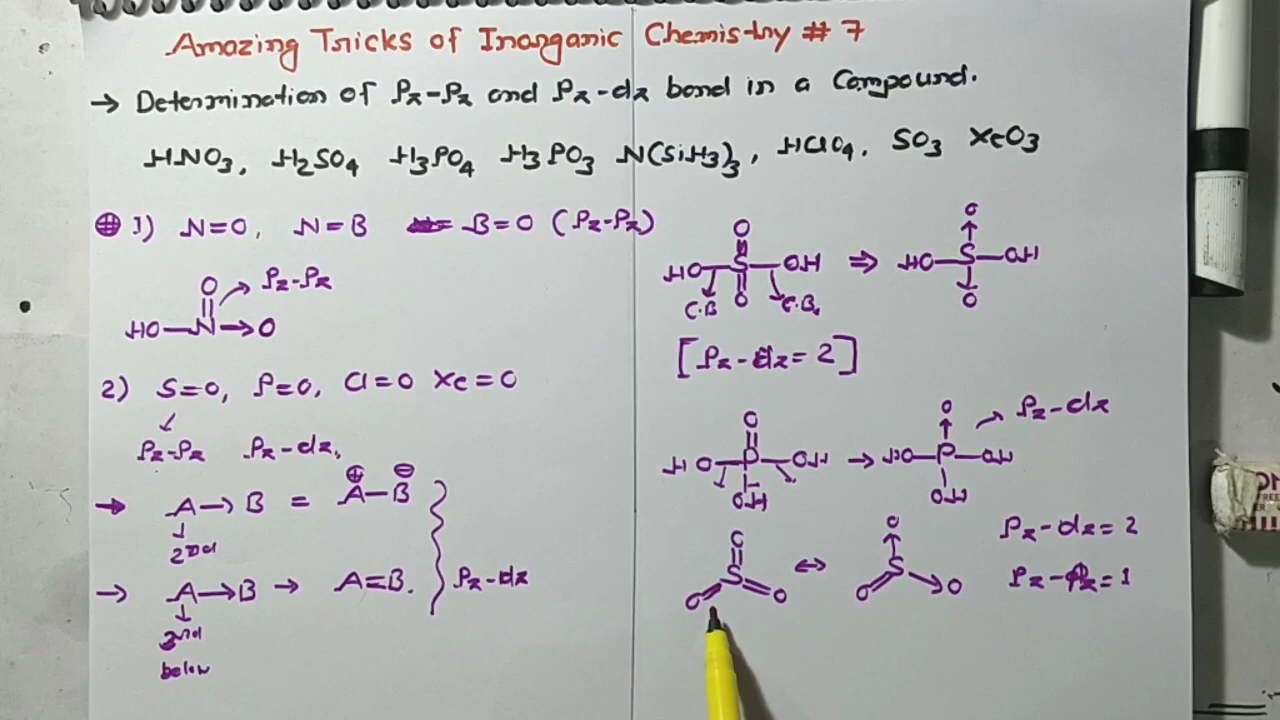 Amazing Tricks of Inorganic Chemistry # 7
→ Determination of Pπ-Pπ and Pπ-dπ bond in a Compound.
HNO3, H2SO4 H3PO4 H3PO3 N(SiH3)3, HClO4, SO3 XeO3
1) N=O, N=B B=O (Pπ-Pπ)
O → Pπ-Pπ
HO—N→O
2) S=O, P=O, Cl=O Xe=O
Pπ-Pπ Pπ-dπ,
→ A→B = A⊕—B⊖
2nd
→ A→B → A=B. } Pπ-dπ
3rd
below
O
HO—S—OH ⇒ HO—S—OH
C.B O C.B.
O
O
[Pπ-dπ=2]
O
HO—P—OH → HO—P—OH
OH
O → Pπ-dπ
OH
O
S
O O
⇔
O
S
O O
Pπ-dπ=2
Pπ-Pπ=1